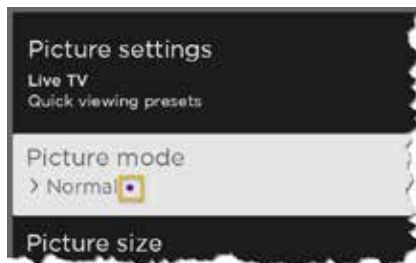 Picture settings
Live TV
Quick viewing presets
Picture mode
> Normal •
Picture size